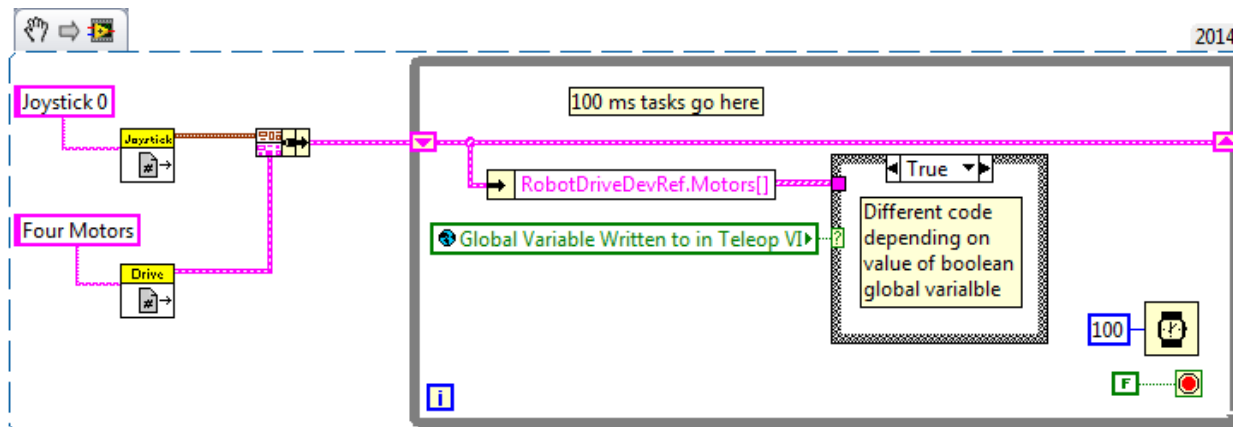 2014
Joystick 0
Joystick
#
100 ms tasks go here
RobotDriveDevRef.Motors[]
True
Four Motors
Global Variable Written to in Teleop VI
?
Different code
depending on
value of boolean
global varialble
Drive
#
100
F
i